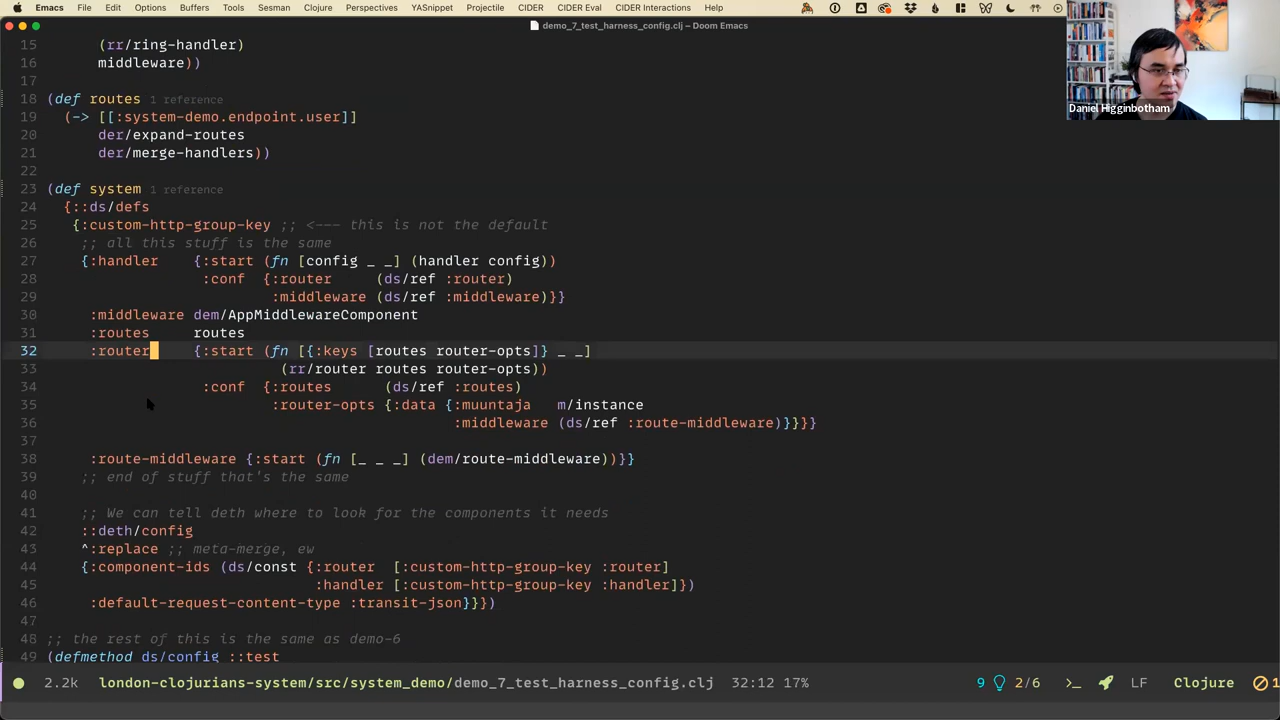 Emacs File Edit Options Buffers Tools Sesman Clojure Perspectives YASnippet Projectile CIDER CIDER Eval CIDER Interactions Help
demo_7_test_harness_config.clj – Doom Emacs
Daniel Higginbotham
15 (rr/ring-handler)
16 middleware))
17
18 (def routes 1 reference
19 (-> [[:system-demo.endpoint.user]]
20 der/expand-routes
21 der/merge-handlers))
22
23 (def system 1 reference
24 {::ds/defs
25 {:custom-http-group-key ;; <--- this is not the default
26 ;; all this stuff is the same
27 {:handler {:start (fn [config _ _] (handler config))
28 :conf {:router (ds/ref :router)
29 :middleware (ds/ref :middleware)}}
30 :middleware dem/AppMiddlewareComponent
31 :routes routes
32 :router {:start (fn [{:keys [routes router-opts]} _ _]
33 (rr/router routes router-opts))
34 :conf {:routes (ds/ref :routes)
35 :router-opts {:data {:muuntaja m/instance
36 :middleware (ds/ref :route-middleware)}}}}
37
38 :route-middleware {:start (fn [_ _ _] (dem/route-middleware))}}
39 ;; end of stuff that's the same
40
41 ;; We can tell deth where to look for the components it needs
42 ::deth/config
43 ^:replace ;; meta-merge, ew
44 {:component-ids (ds/const {:router [:custom-http-group-key :router]
45 :handler [:custom-http-group-key :handler]})
46 :default-request-content-type :transit-json}}})
47
48 ;; the rest of this is the same as demo-6
49 (defmethod ds/config ::test
2.2k london-clojurians-system/src/system_demo/demo_7_test_harness_config.clj 32:12 17% 9 2/6 LF Clojure 1